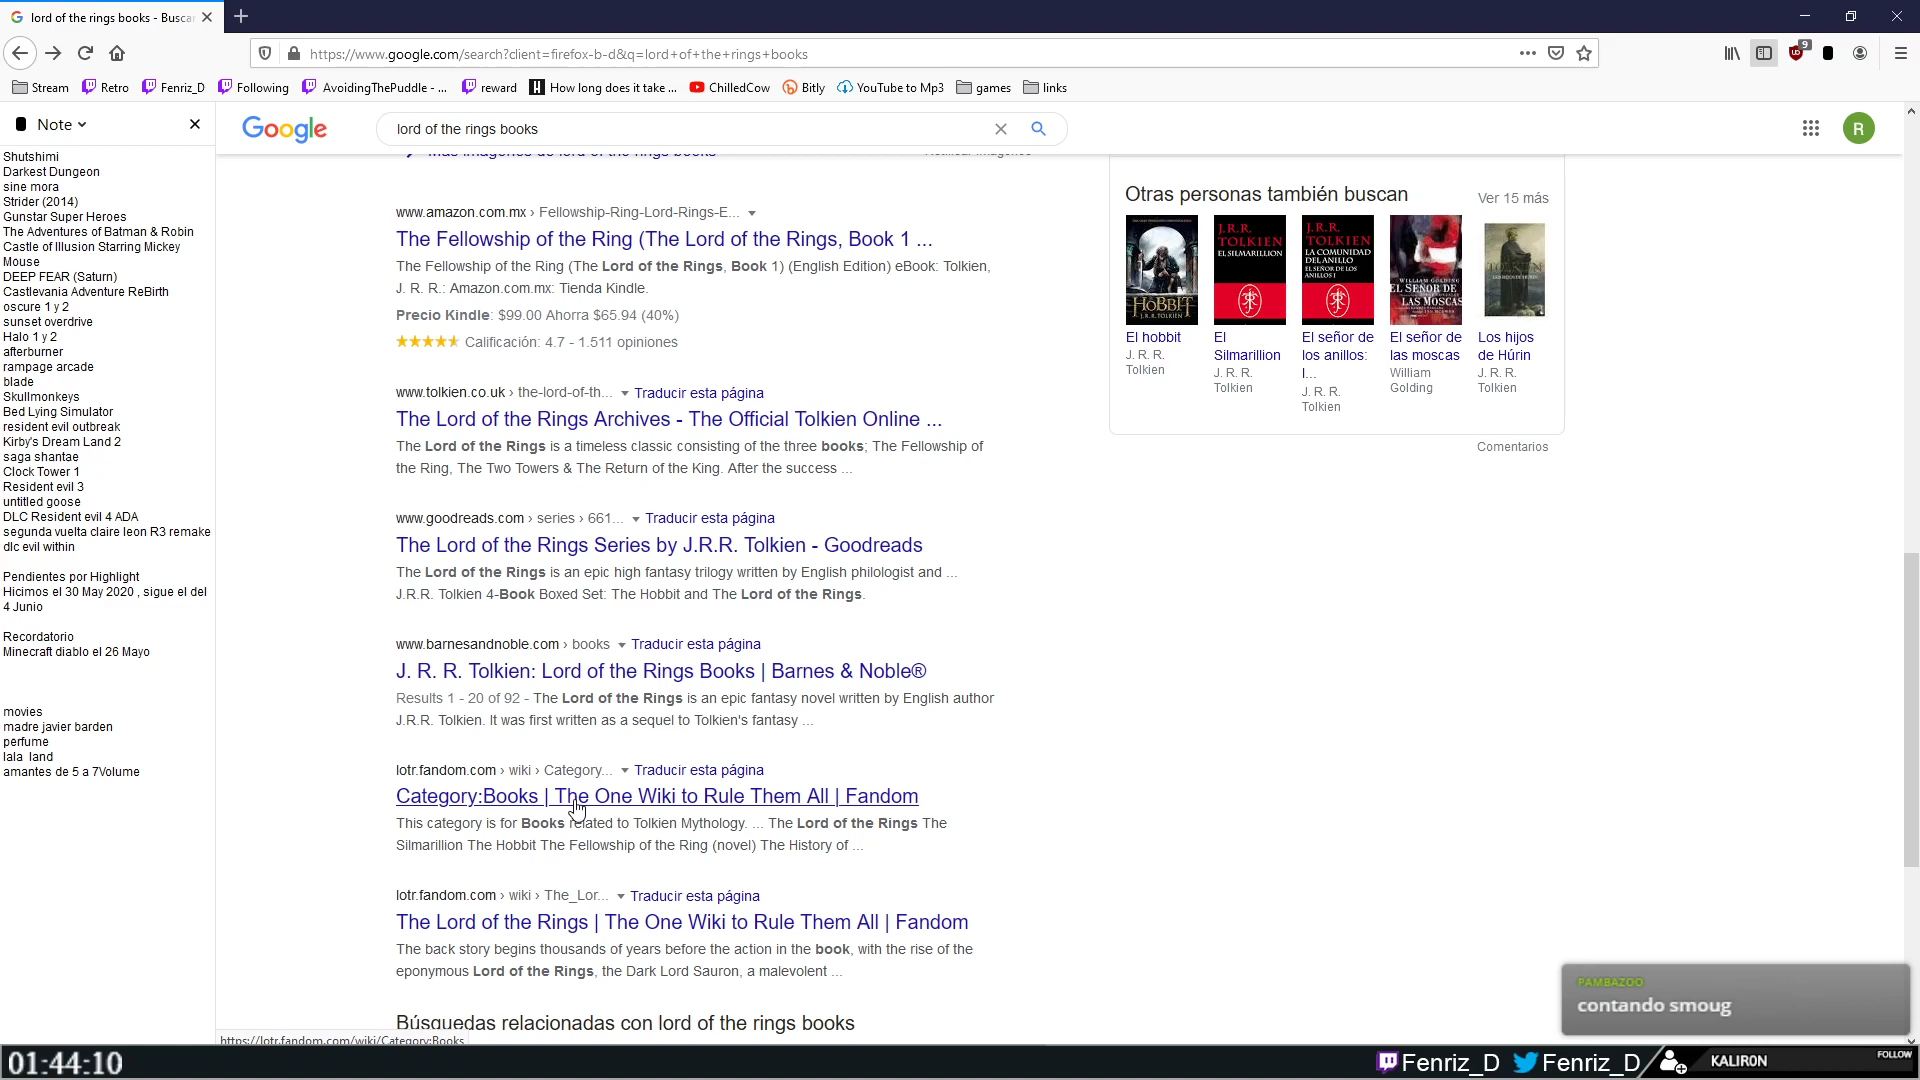 lord of the rings books - Busca
https://www.google.com/search?client=firefox-b-d&q=lord+of+the+rings+books
9
Stream
Retro
Fenriz_D
Following
AvoidingThePuddle - ...
reward
How long does it take ...
ChilledCow
Bitly
YouTube to Mp3
games
links
Note
Google
lord of the rings books
R
Shutshimi
Darkest Dungeon
sine mora
Strider (2014)
Gunstar Super Heroes
The Adventures of Batman & Robin
Castle of Illusion Starring Mickey
Mouse
DEEP FEAR (Saturn)
Castlevania Adventure ReBirth
oscure 1 y 2
sunset overdrive
Halo 1 y 2
afterburner
rampage arcade
blade
Skullmonkeys
Bed Lying Simulator
resident evil outbreak
Kirby's Dream Land 2
saga shantae
Clock Tower 1
Resident evil 3
untitled goose
DLC Resident evil 4 ADA
segunda vuelta claire leon R3 remake
dlc evil within
Pendientes por Highlight
Hicimos el 30 May 2020 , sigue el del
4 Junio
Recordatorio
Minecraft diablo el 26 Mayo
movies
madre javier barden
perfume
lala land
amantes de 5 a 7Volume
Más imágenes de lord of the rings books
www.amazon.com.mx › Fellowship-Ring-Lord-Rings-E...
The Fellowship of the Ring (The Lord of the Rings, Book 1 ...
The Fellowship of the Ring (The Lord of the Rings, Book 1) (English Edition) eBook: Tolkien,
J. R. R.: Amazon.com.mx: Tienda Kindle.
Precio Kindle: $99.00 Ahorra $65.94 (40%)
Calificación: 4.7 - 1.511 opiniones
www.tolkien.co.uk › the-lord-of-th... Traducir esta página
The Lord of the Rings Archives - The Official Tolkien Online ...
The Lord of the Rings is a timeless classic consisting of the three books; The Fellowship of
the Ring, The Two Towers & The Return of the King. After the success ...
www.goodreads.com › series › 661... Traducir esta página
The Lord of the Rings Series by J.R.R. Tolkien - Goodreads
The Lord of the Rings is an epic high fantasy trilogy written by English philologist and ...
J.R.R. Tolkien 4-Book Boxed Set: The Hobbit and The Lord of the Rings.
www.barnesandnoble.com › books Traducir esta página
J. R. R. Tolkien: Lord of the Rings Books | Barnes & Noble®
Results 1 - 20 of 92 - The Lord of the Rings is an epic fantasy novel written by English author
J.R.R. Tolkien. It was first written as a sequel to Tolkien's fantasy ...
lotr.fandom.com › wiki › Category... Traducir esta página
Category:Books | The One Wiki to Rule Them All | Fandom
This category is for Books related to Tolkien Mythology. ... The Lord of the Rings The
Silmarillion The Hobbit The Fellowship of the Ring (novel) The History of ...
lotr.fandom.com › wiki › The_Lor... Traducir esta página
The Lord of the Rings | The One Wiki to Rule Them All | Fandom
The back story begins thousands of years before the action in the book, with the rise of the
eponymous Lord of the Rings, the Dark Lord Sauron, a malevolent ...
Búsquedas relacionadas con lord of the rings books
https://lotr.fandom.com/wiki/Category:Books
Otras personas también buscan
Ver 15 más
HOBBIT
J.R.R.
TOLKIEN
EL SILMARILLION
J.R.R.
TOLKIEN
LA COMUNIDAD
DEL ANILLO
EL SEÑOR DE LOS
ANILLOS I
WILLIAM
GOLDING
EL SEÑOR DE
LAS MOSCAS
TOLKIEN
El hobbit
J. R. R.
Tolkien
El
Silmarillion
J. R. R.
Tolkien
El señor de
los anillos:
I...
J. R. R.
Tolkien
El señor de
las moscas
William
Golding
Los hijos
de Húrin
J. R. R.
Tolkien
Comentarios
PAMBAZOO
contando smoug
01:44:10
Fenriz_D
Fenriz_D
KALIR0N
FOLLOW